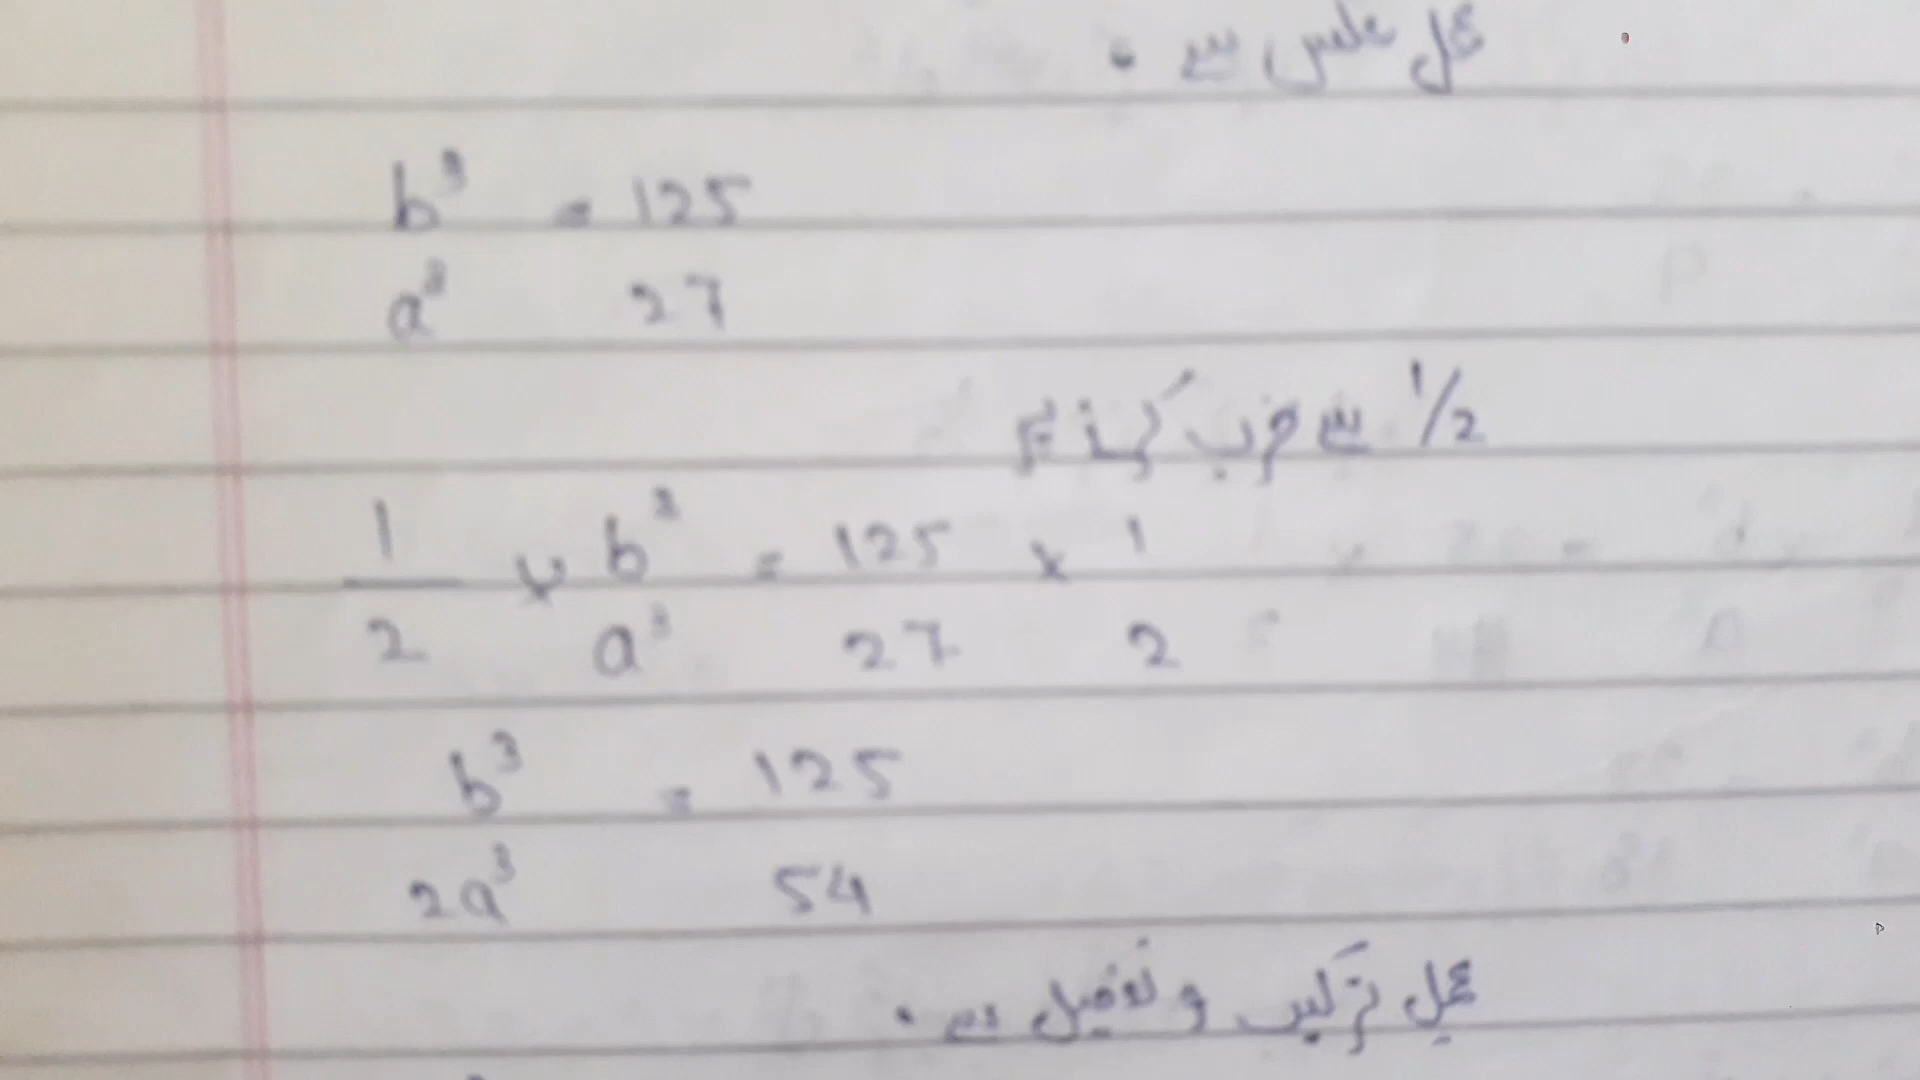 عمل عکس سے
b³ = 125
a³ 27
1/2 سے ضرب کرنے پر
1 × b³ = 125 × 1
2 a³ 27 2
b³ = 125
2a³ 54
عمل ترکیب و تفصیل سے